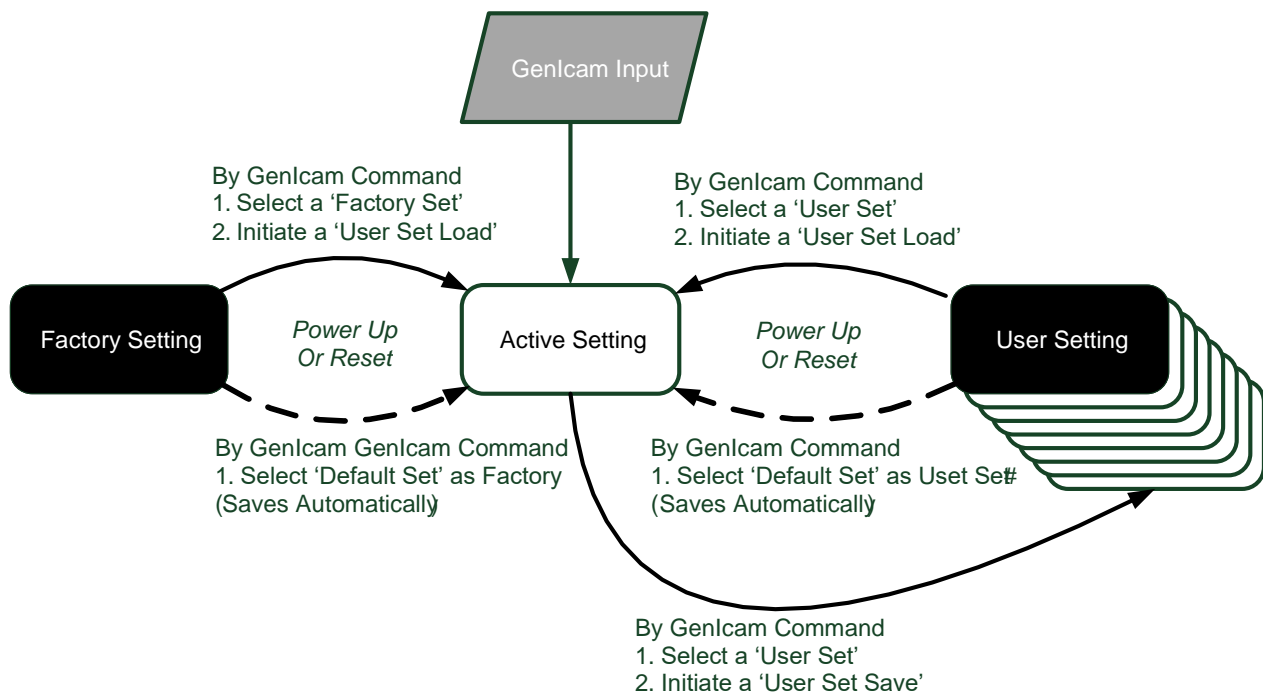 GenIcam Input
By GenIcam Command
1. Select a ‘Factory Set’
2. Initiate a ‘User Set Load’
By GenIcam Command
1. Select a ‘User Set’
2. Initiate a ‘User Set Load’
Factory Setting
Power Up
Or Reset
Active Setting
Power Up
Or Reset
User Setting
By GenIcam GenIcam Command
1. Select ‘Default Set’ as Factory
(Saves Automatically)
By GenIcam Command
1. Select ‘Default Set’ as Uset Set#
(Saves Automatically)
By GenIcam Command
1. Select a ‘User Set’
2. Initiate a ‘User Set Save’